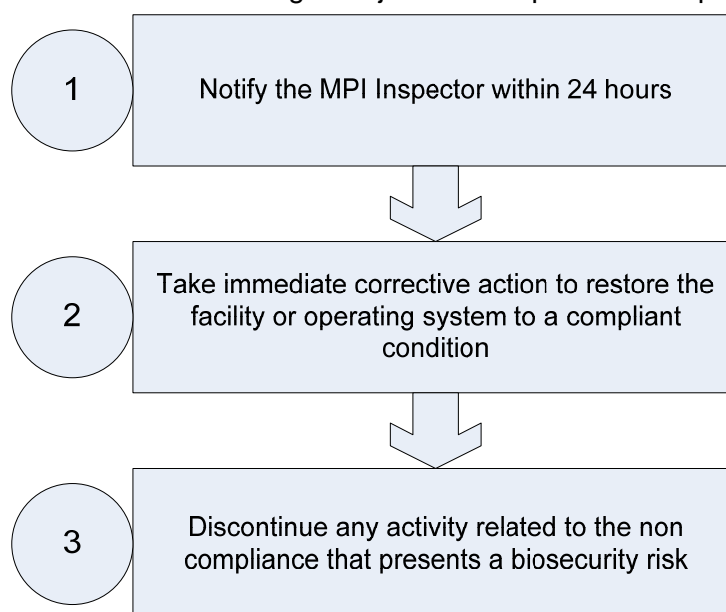 1
Notify the MPI Inspector within 24 hours
2
Take immediate corrective action to restore the
facility or operating system to a compliant
condition
3
Discontinue any activity related to the non
compliance that presents a biosecurity risk